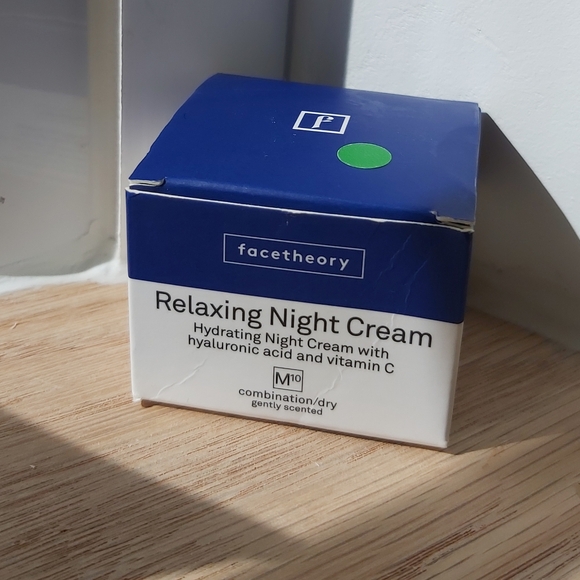 facetheory
Relaxing Night Cream
Hydrating Night Cream with
hyaluronic acid and vitamin C
M10
combination/dry
gently scented